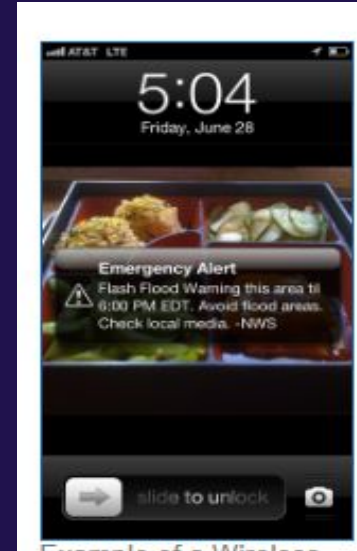 AT&T LTE
5:04
Friday, June 28
Emergency Alert
Flash Flood Warning this area til
6:00 PM EDT. Avoid flood areas.
Check local media. -NWS
slide to unlock
Example of a Wireless